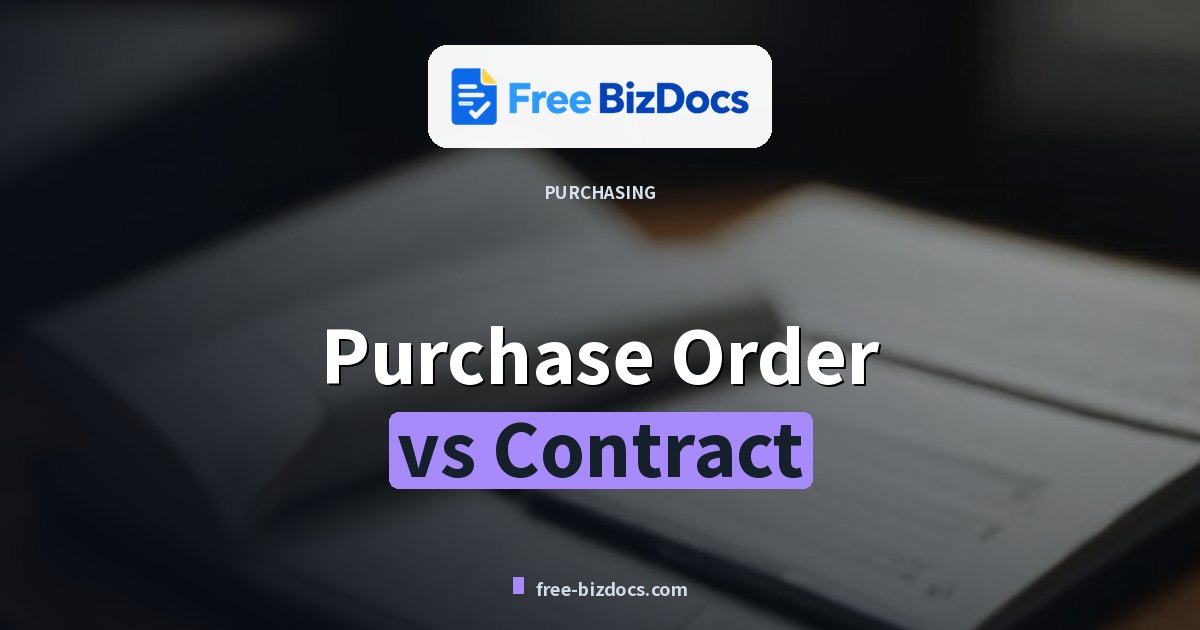 Free BizDocs
PURCHASING
Purchase Order
vs Contract
free-bizdocs.com